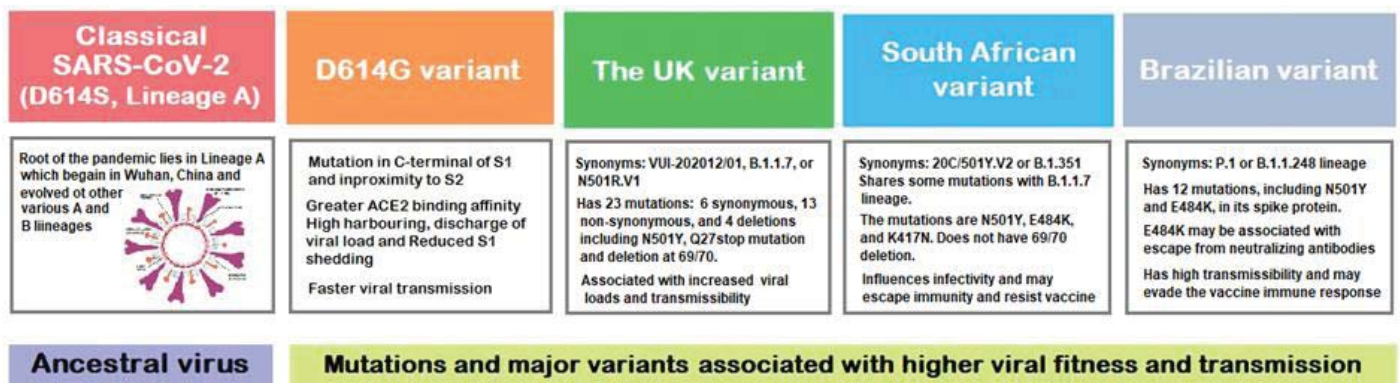 Classical
SARS-CoV-2
(D614S, Lineage A)
D614G variant
The UK variant
South African
variant
Brazilian variant
Root of the pandemic lies in Lineage A
which begain in Wuhan, China and
evolved ot other
various A and
B liineages
Mutation in C-terminal of S1
and inproximity to S2
Greater ACE2 binding affinity
High harbouring, discharge of
viral load and Reduced S1
shedding
Faster viral transmission
Synonyms: VUI-202012/01, B.1.1.7, or
N501R.V1
Has 23 mutations: 6 synonymous, 13
non-synonymous, and 4 deletions
including N501Y, Q27stop mutation
and deletion at 69/70.
Associated with increased viral
loads and transmissibility
Synonyms: 20C/501Y.V2 or B.1.351
Shares some mutations with B.1.1.7
lineage.
The mutations are N501Y, E484K,
and K417N. Does not have 69/70
deletion.
Influences infectivity and may
escape immunity and resist vaccine
Synonyms: P.1 or B.1.1.248 lineage
Has 12 mutations, including N501Y
and E484K, in its spike protein.
E484K may be associated with
escape from neutralizing antibodies
Has high transmissibility and may
evade the vaccine immune response
Ancestral virus
Mutations and major variants associated with higher viral fitness and transmission